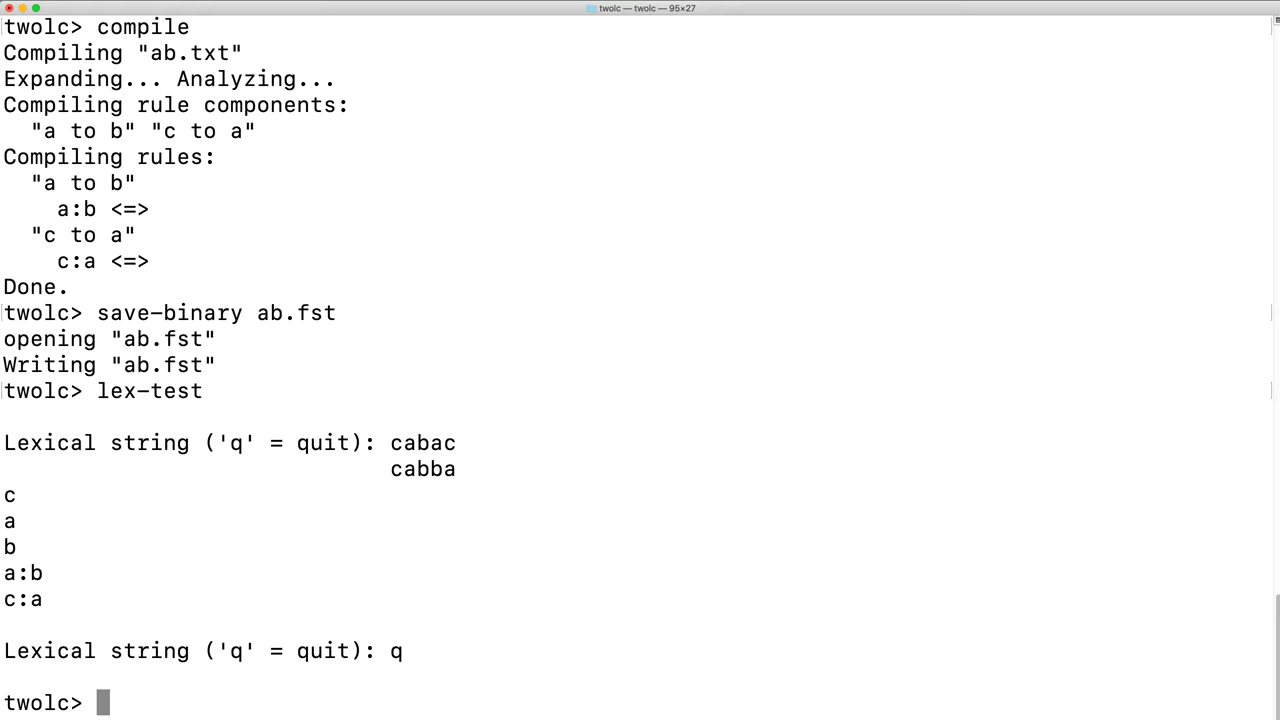 twolc — twolc — 95×27
twolc> compile
Compiling "ab.txt"
Expanding... Analyzing...
Compiling rule components:
  "a to b" "c to a"
Compiling rules:
  "a to b"
    a:b <=>
  "c to a"
    c:a <=>
Done.
twolc> save-binary ab.fst
opening "ab.fst"
Writing "ab.fst"
twolc> lex-test
Lexical string ('q' = quit): cabac
                             cabba
c
a
b
a:b
c:a
Lexical string ('q' = quit): q
twolc>